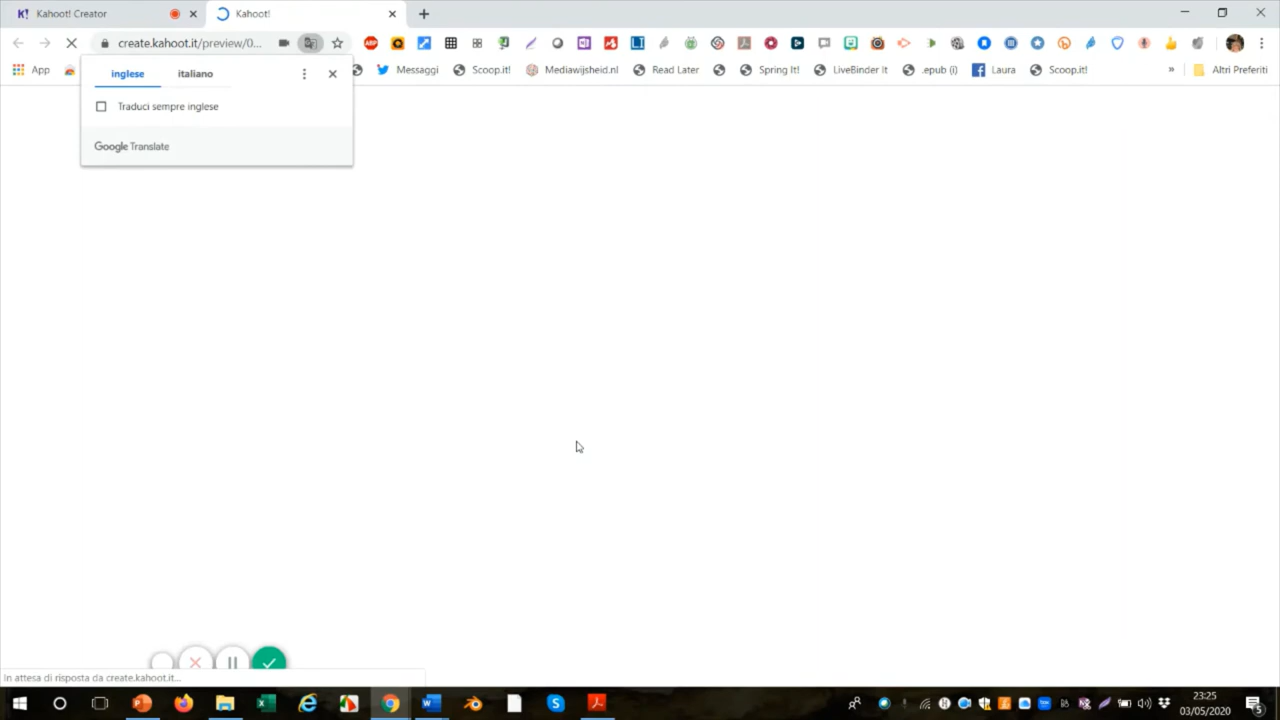 Kahoot! Creator
Kahoot!
create.kahoot.it/preview/0...
App
Messaggi
Scoop.it!
Mediawijsheid.nl
Read Later
Spring It!
LiveBinder It
.epub (i)
Laura
Scoop.it!
»
Altri Preferiti
inglese
italiano
Traduci sempre inglese
Google Translate
In attesa di risposta da create.kahoot.it...
23:25
03/05/2020
5